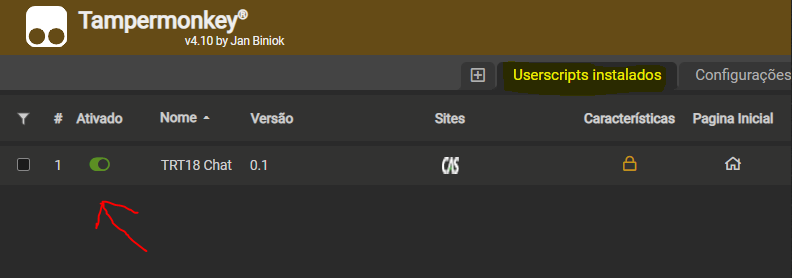 Tampermonkey®
v4.10 by Jan Biniok
Userscripts instalados Configurações
# Ativado Nome Versão Sites Características Pagina Inicial
1 TRT18 Chat 0.1 CAS